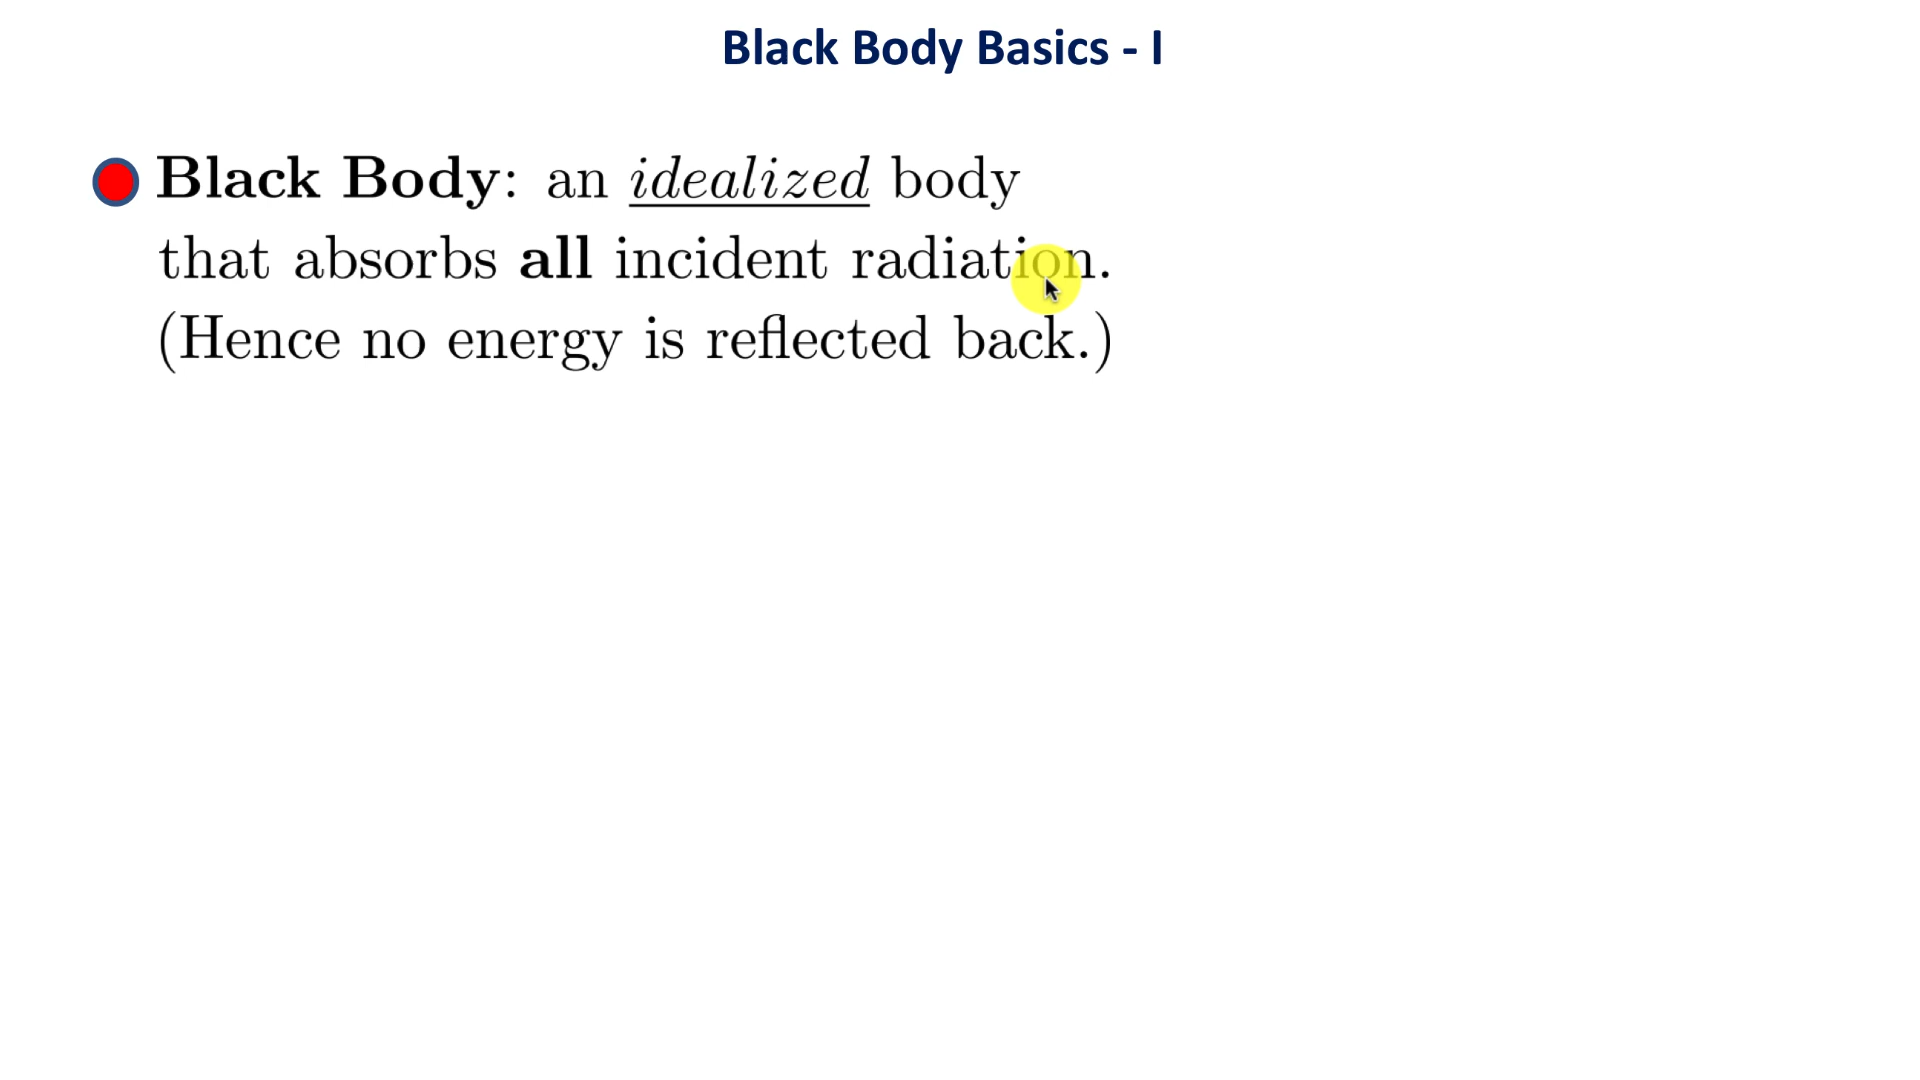 Black Body Basics - I
Black Body: an idealized body
that absorbs all incident radiation.
(Hence no energy is reflected back.)